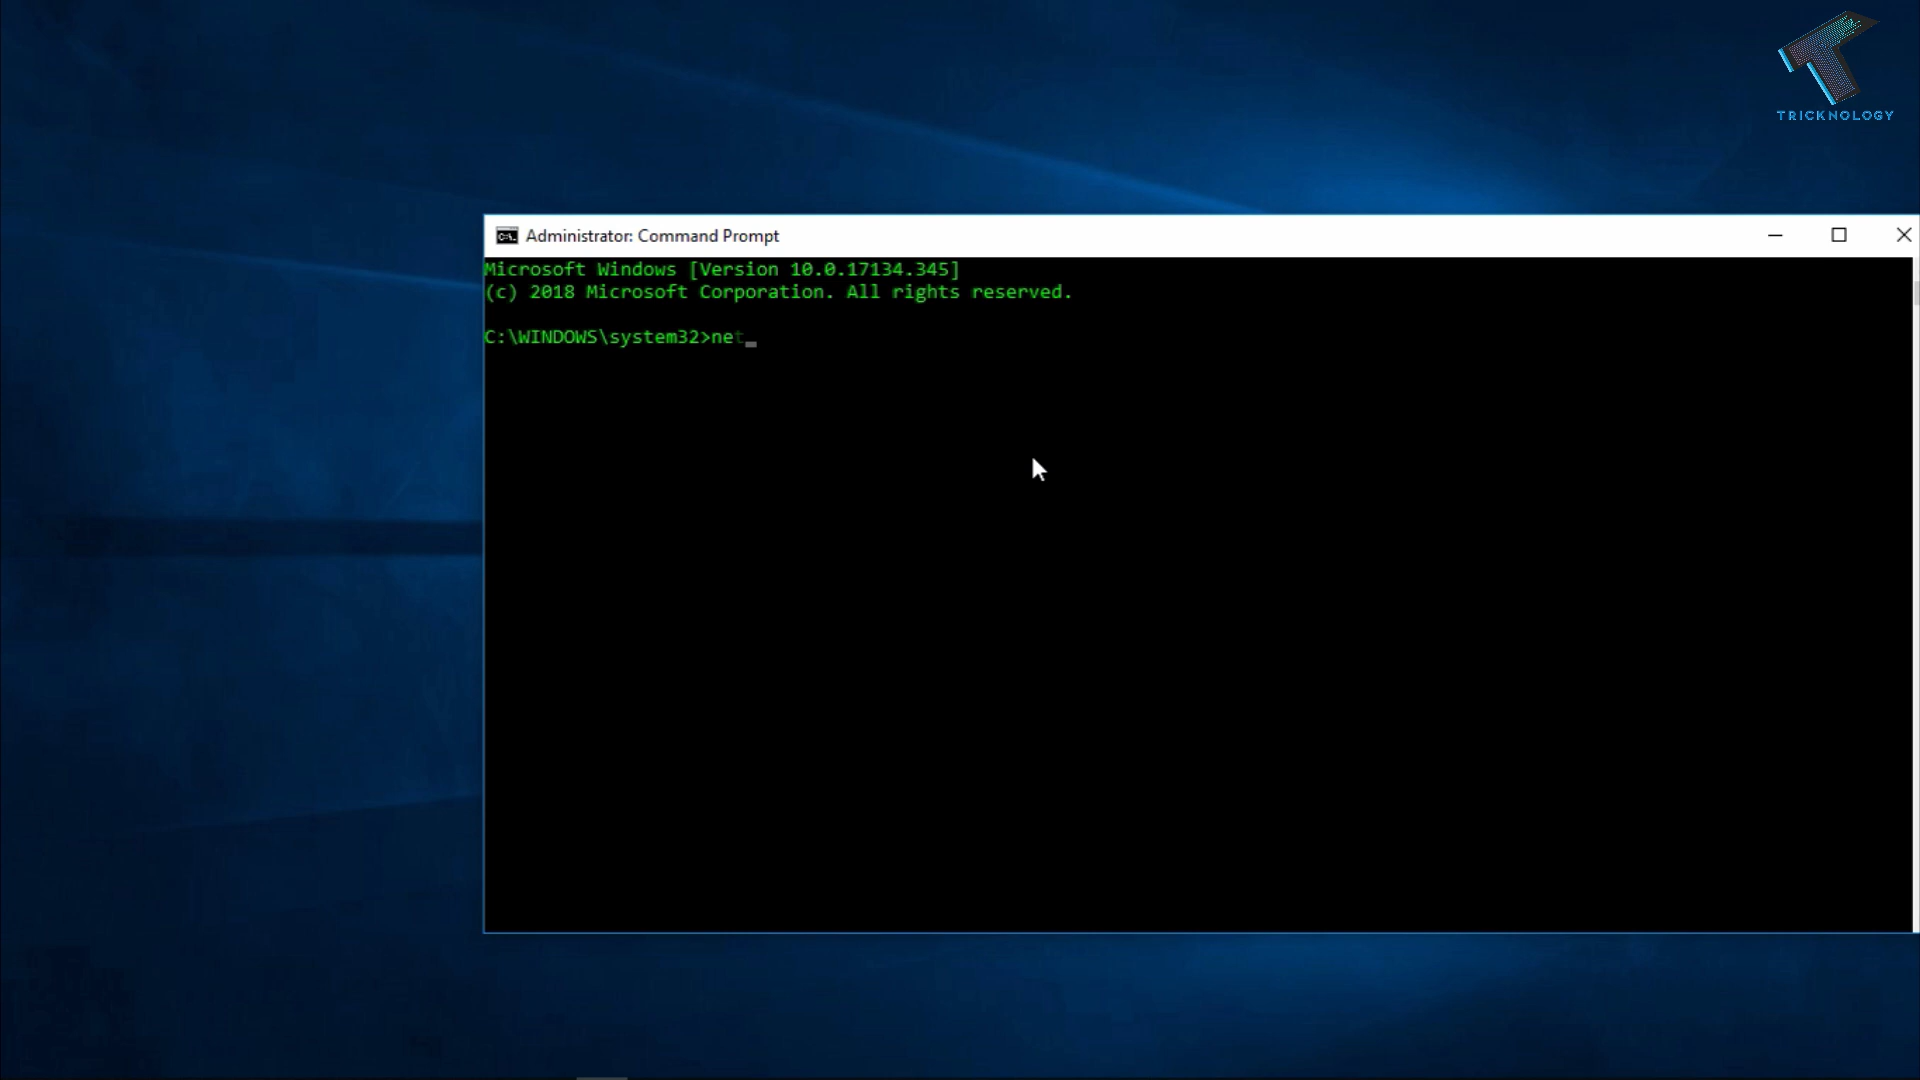 TRICKNOLOGY
Administrator: Command Prompt
Microsoft Windows [Version 10.0.17134.345]
(c) 2018 Microsoft Corporation. All rights reserved.
C:\WINDOWS\system32>net